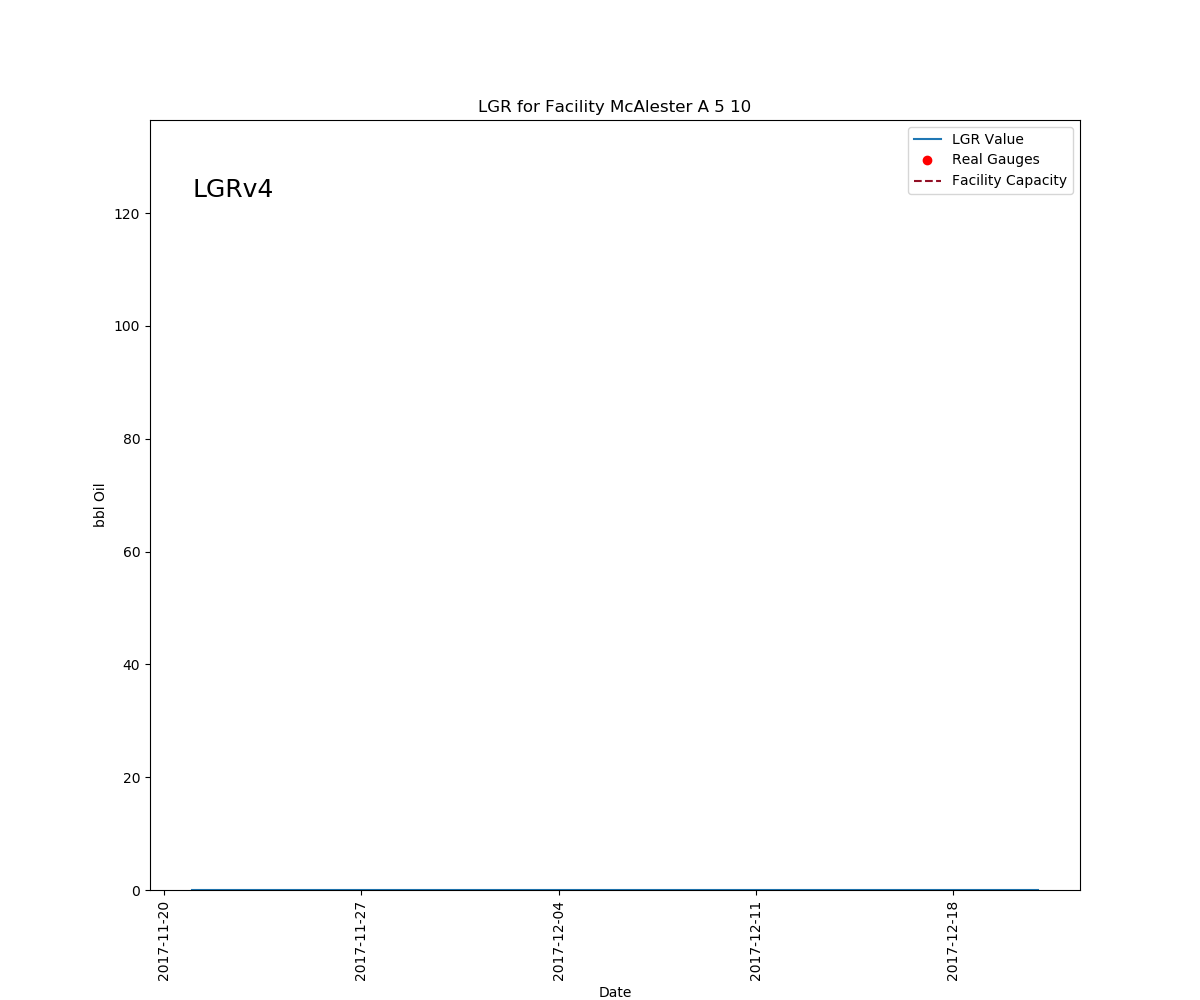 LGR for Facility McAlester A 5 10
LGR Value
Real Gauges
Facility Capacity
LGRv4
120
100
80
60
40
20
0
bbl Oil
2017-11-20
2017-11-27
2017-12-04
2017-12-11
2017-12-18
Date